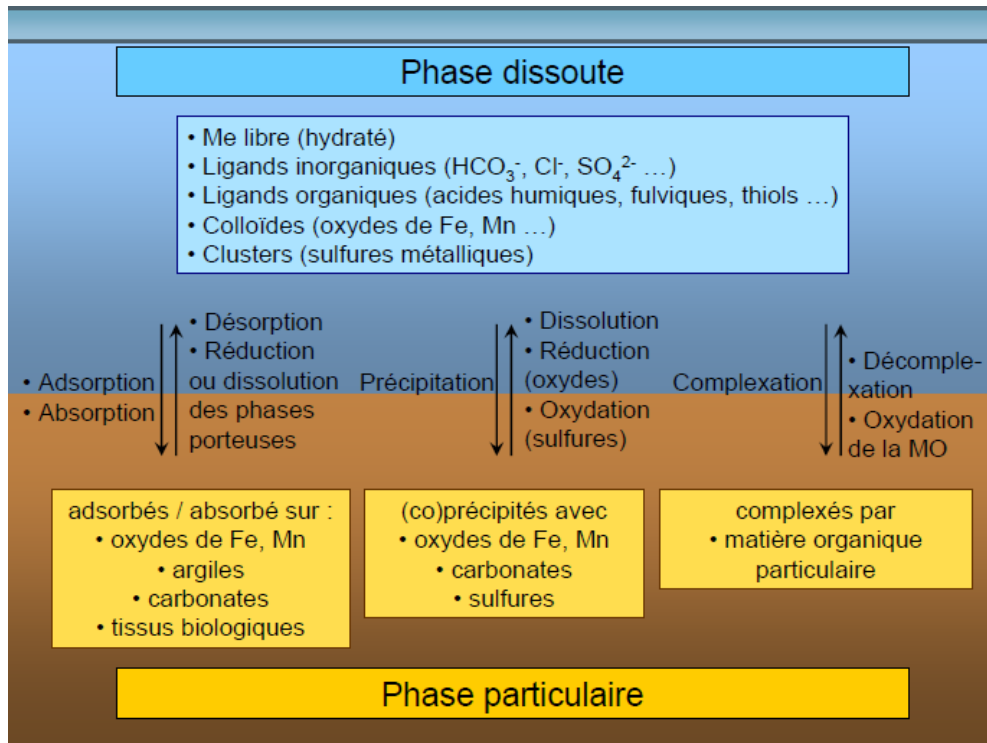 Phase dissoute
• Me libre (hydraté)
• Ligands inorganiques (HCO₃⁻, Cl⁻, SO₄²⁻ ...)
• Ligands organiques (acides humiques, fulviques, thiols ...)
• Colloïdes (oxydes de Fe, Mn ...)
• Clusters (sulfures métalliques)
• Adsorption
• Absorption
• Désorption
• Réduction
ou dissolution
des phases
porteuses
Précipitation
• Dissolution
• Réduction
(oxydes)
• Oxydation
(sulfures)
Complexation
• Décomple-
xation
• Oxydation
de la MO
adsorbés / absorbé sur :
• oxydes de Fe, Mn
• argiles
• carbonates
• tissus biologiques
(co)précipités avec
• oxydes de Fe, Mn
• carbonates
• sulfures
complexés par
• matière organique
particulaire
Phase particulaire